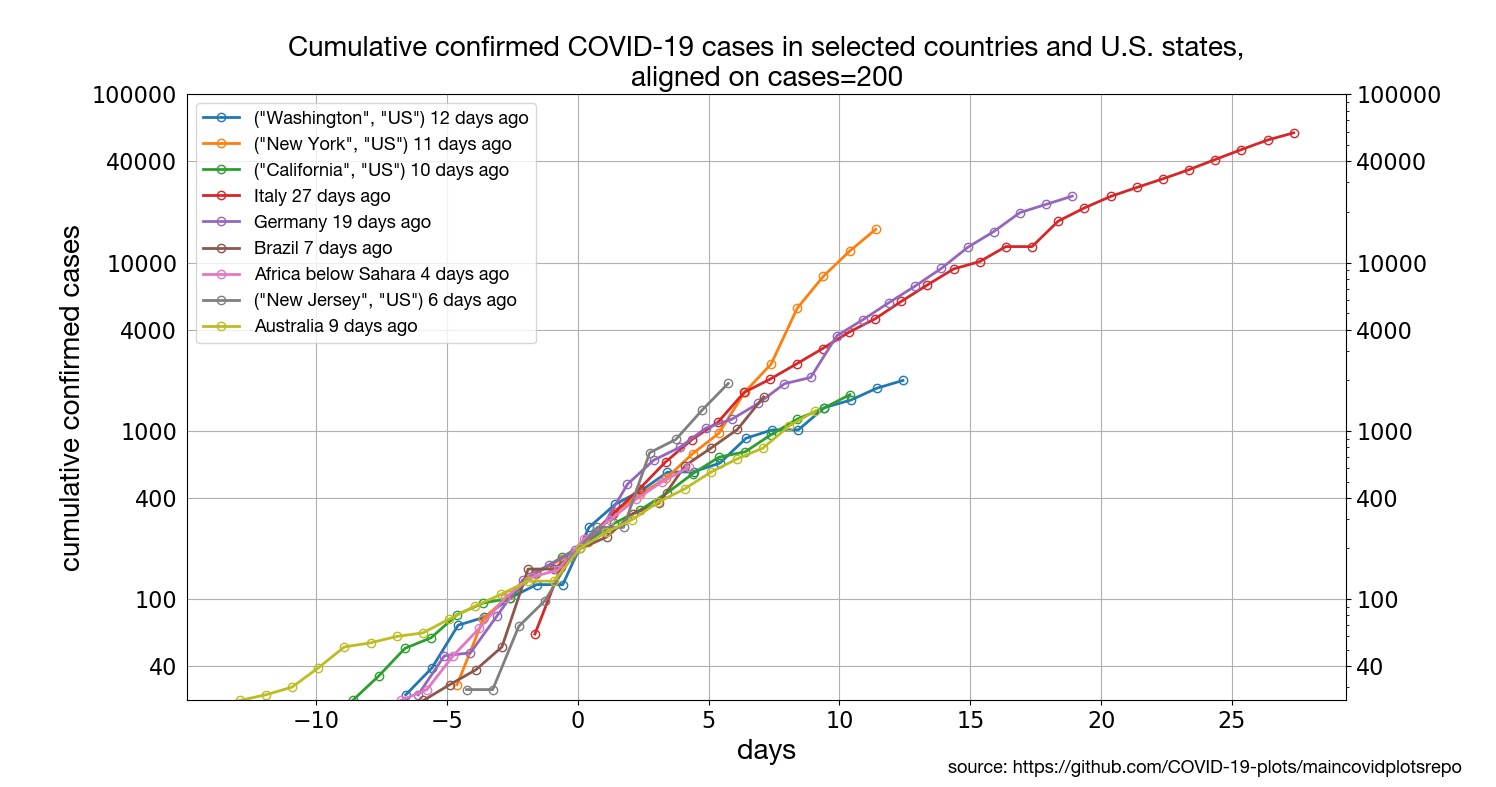 Cumulative confirmed COVID-19 cases in selected countries and U.S. states,
aligned on cases=200
100000
40000
10000
4000
1000
400
100
40
cumulative confirmed cases
("Washington", "US") 12 days ago
("New York", "US") 11 days ago
("California", "US") 10 days ago
Italy 27 days ago
Germany 19 days ago
Brazil 7 days ago
Africa below Sahara 4 days ago
("New Jersey", "US") 6 days ago
Australia 9 days ago
100000
40000
10000
4000
1000
400
100
40
−10 −5 0 5 10 15 20 25
days
source: https://github.com/COVID-19-plots/maincovidplotsrepo